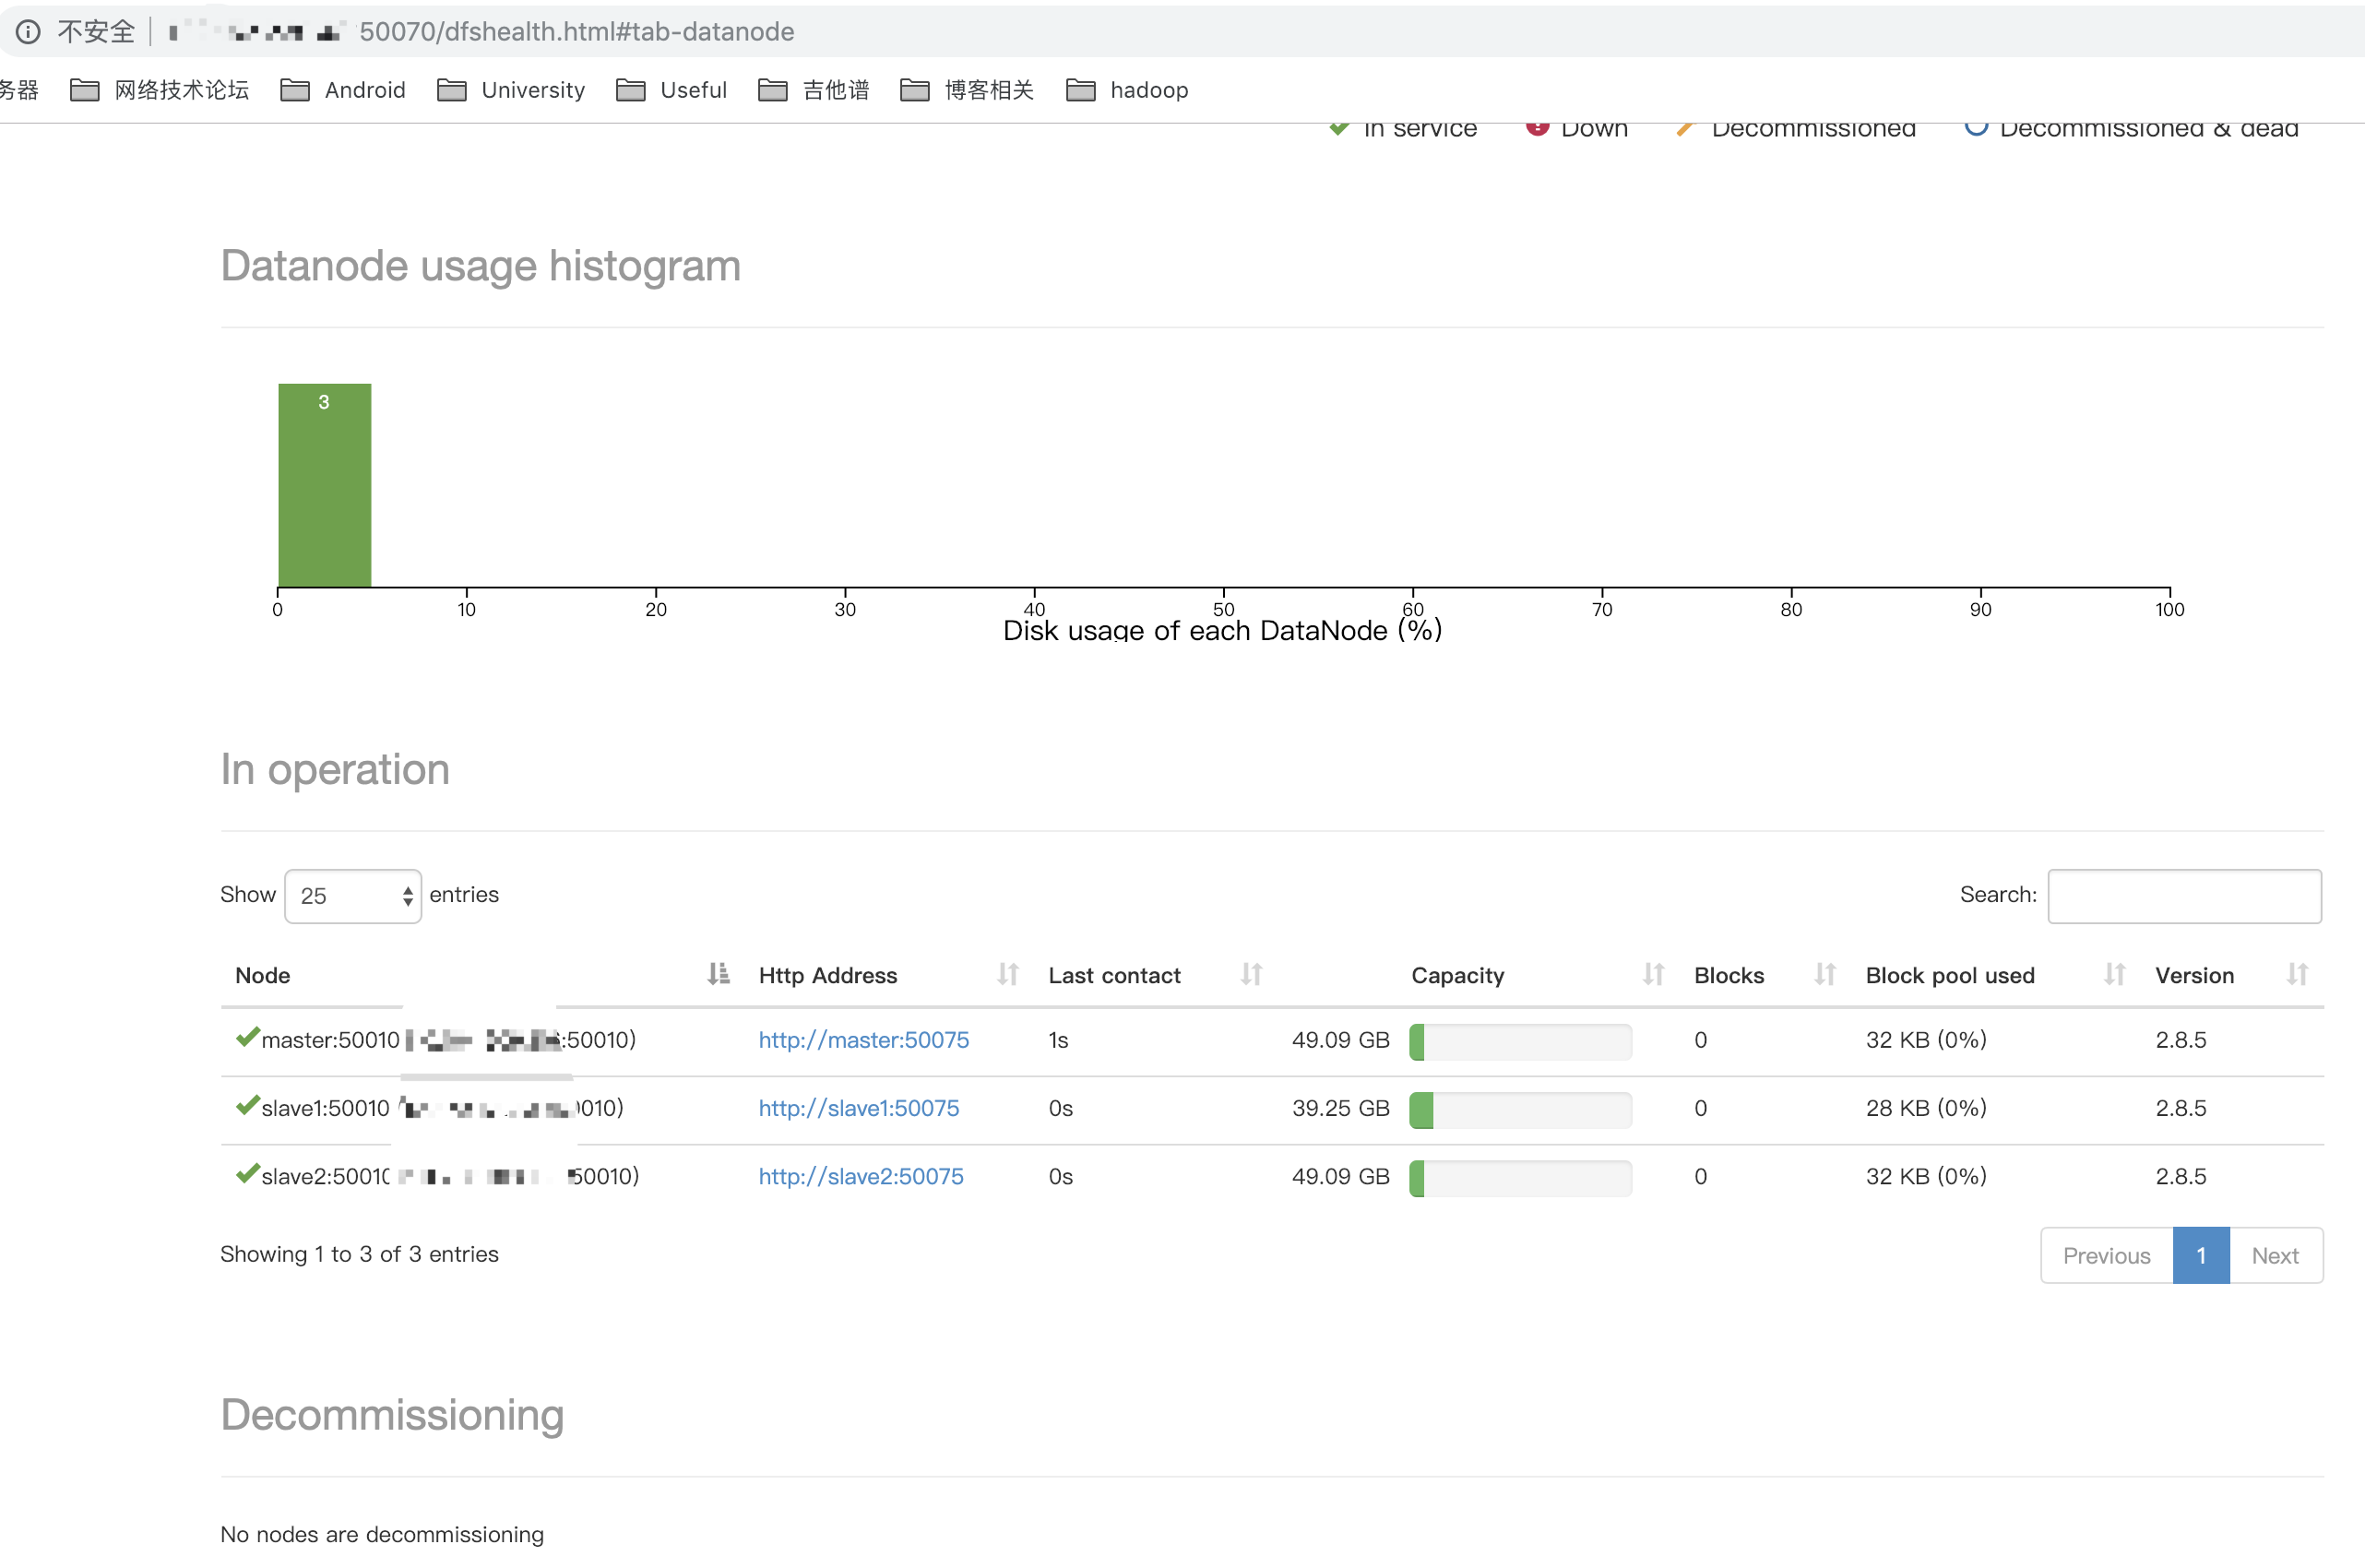 不安全 50070/dfshealth.html#tab-datanode
务器 网络技术论坛 Android University Useful 吉他谱 博客相关 hadoop
In service Down Decommissioned Decommissioned & dead
Datanode usage histogram
3
0 10 20 30 40 50 60 70 80 90 100
Disk usage of each DataNode (%)
In operation
Show 25 entries Search:
Node Http Address Last contact Capacity Blocks Block pool used Version
master:50010 :50010) http://master:50075 1s 49.09 GB 0 32 KB (0%) 2.8.5
slave1:50010 0010) http://slave1:50075 0s 39.25 GB 0 28 KB (0%) 2.8.5
slave2:50010 50010) http://slave2:50075 0s 49.09 GB 0 32 KB (0%) 2.8.5
Showing 1 to 3 of 3 entries Previous 1 Next
Decommissioning
No nodes are decommissioning